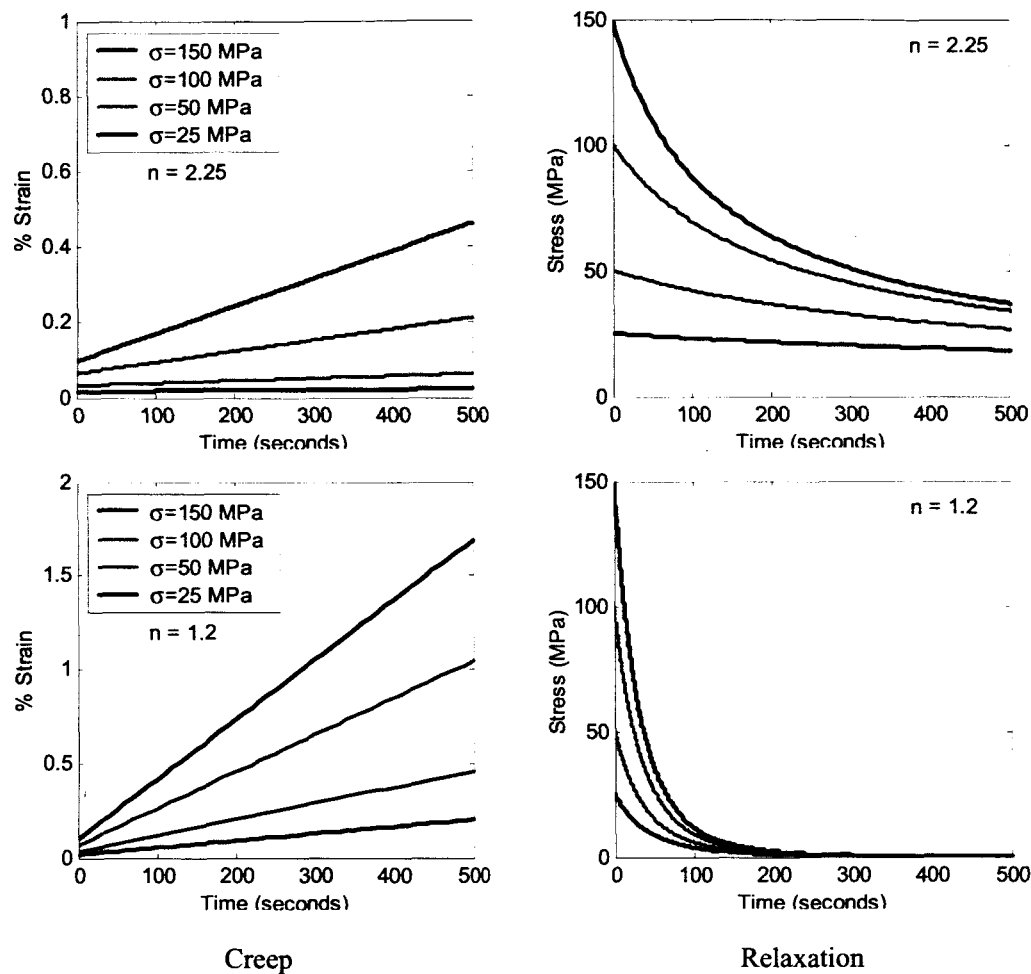 1
0.8
0.6
0.4
0.2
0
% Strain
σ=150 MPa
σ=100 MPa
σ=50 MPa
σ=25 MPa
n = 2.25
0 100 200 300 400 500
Time (seconds)
150
100
50
0
Stress (MPa)
n = 2.25
0 100 200 300 400 500
Time (seconds)
2
1.5
1
0.5
0
% Strain
σ=150 MPa
σ=100 MPa
σ=50 MPa
σ=25 MPa
n = 1.2
0 100 200 300 400 500
Time (seconds)
150
100
50
0
Stress (MPa)
n = 1.2
0 100 200 300 400 500
Time (seconds)
Creep
Relaxation